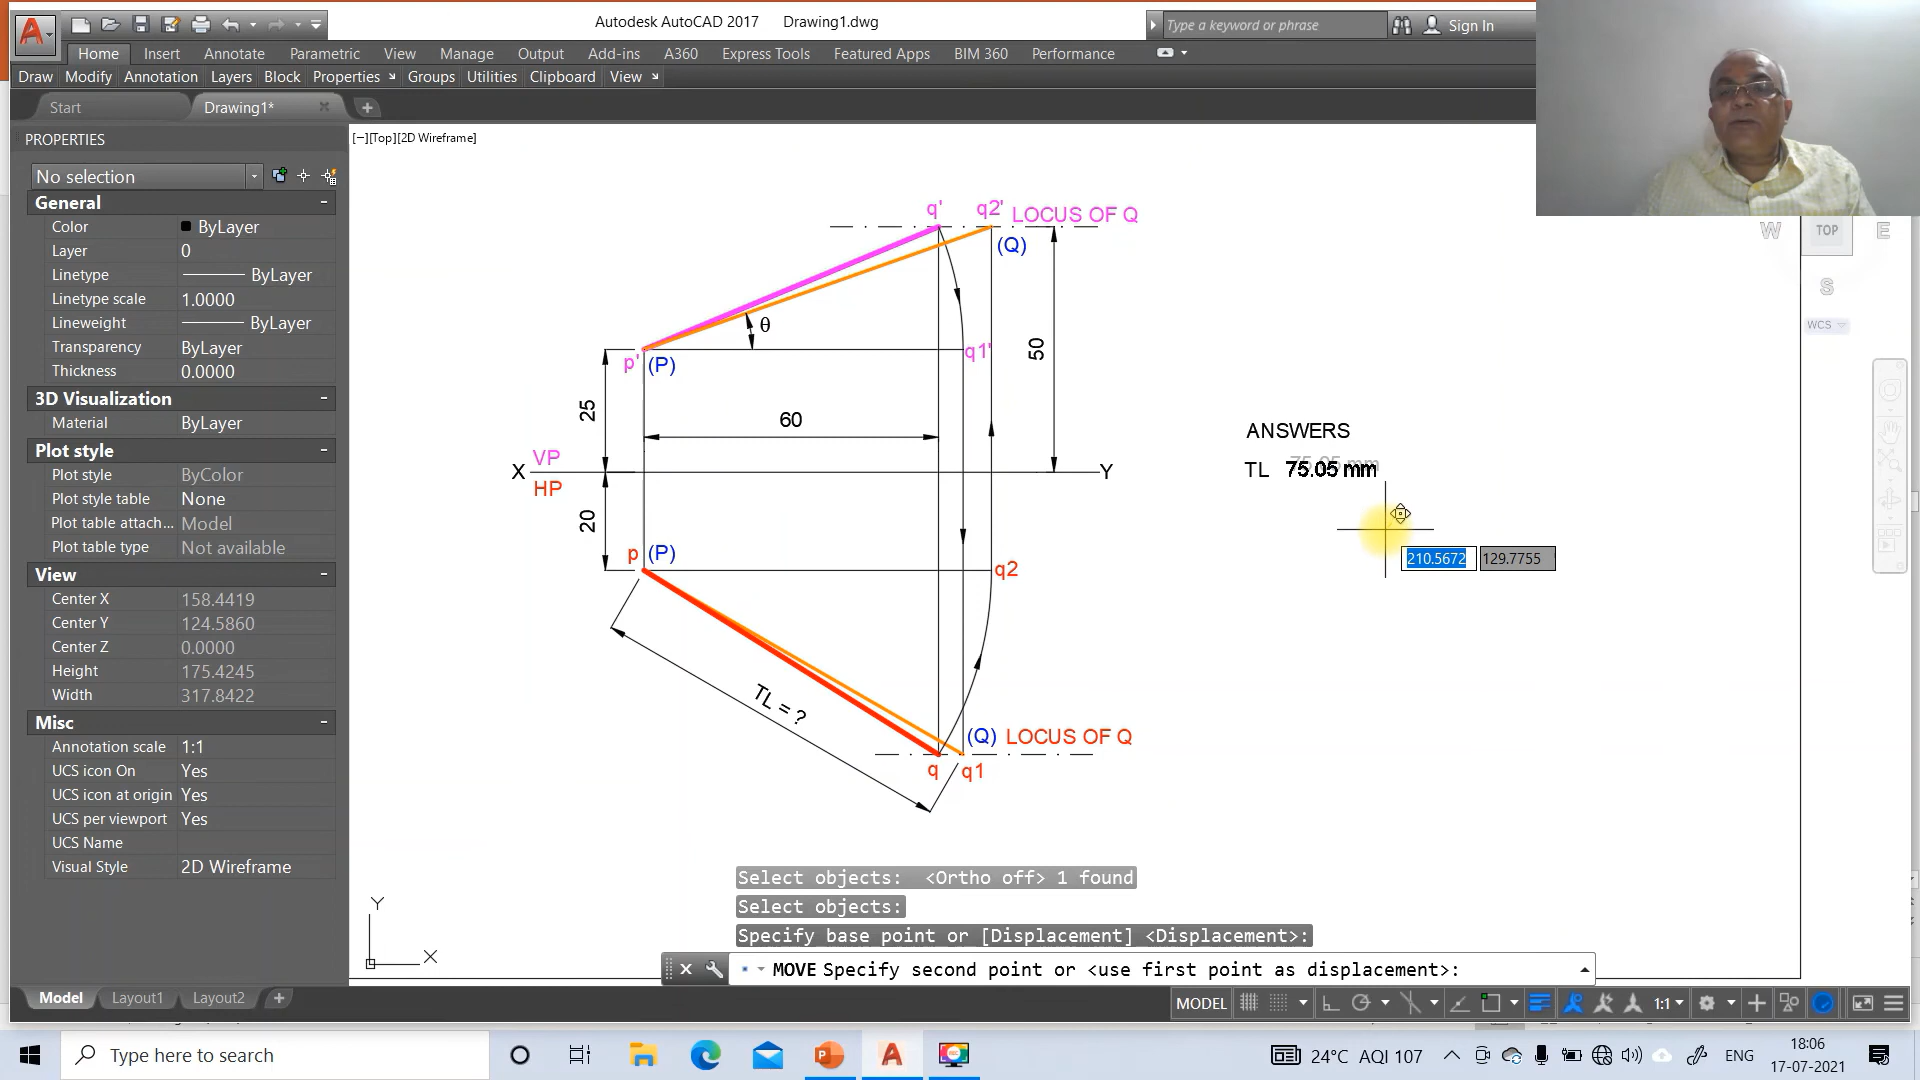 Autodesk AutoCAD 2017 Drawing1.dwg
Type a keyword or phrase
Sign In
Home Insert Annotate Parametric View Manage Output Add-ins A360 Express Tools Featured Apps BIM 360 Performance
Draw Modify Annotation Layers Block Properties Groups Utilities Clipboard View
Start Drawing1*
PROPERTIES
No selection
General
Color ByLayer
Layer 0
Linetype ByLayer
Linetype scale 1.0000
Lineweight ByLayer
Transparency ByLayer
Thickness 0.0000
3D Visualization
Material ByLayer
Plot style
Plot style ByColor
Plot style table None
Plot table attach... Model
Plot table type Not available
View
Center X 158.4419
Center Y 124.5860
Center Z 0.0000
Height 175.4245
Width 317.8422
Misc
Annotation scale 1:1
UCS icon On Yes
UCS icon at origin Yes
UCS per viewport Yes
UCS Name
Visual Style 2D Wireframe
[−][Top][2D Wireframe]
q' q2' LOCUS OF Q
(Q)
θ
p' (P)
q1'
50
25
60
X VP Y
HP
20
p (P)
q2
TL = ?
(Q) LOCUS OF Q
q q1
ANSWERS
TL 75.05 mm
75.05 mm
210.5672 129.7755
W TOP E
S
WCS
Y
X
Select objects: <Ortho off> 1 found
Select objects:
Specify base point or [Displacement] <Displacement>:
MOVE Specify second point or <use first point as displacement>:
Model Layout1 Layout2
MODEL 1:1
Type here to search
24°C AQI 107
ENG
18:06
17-07-2021